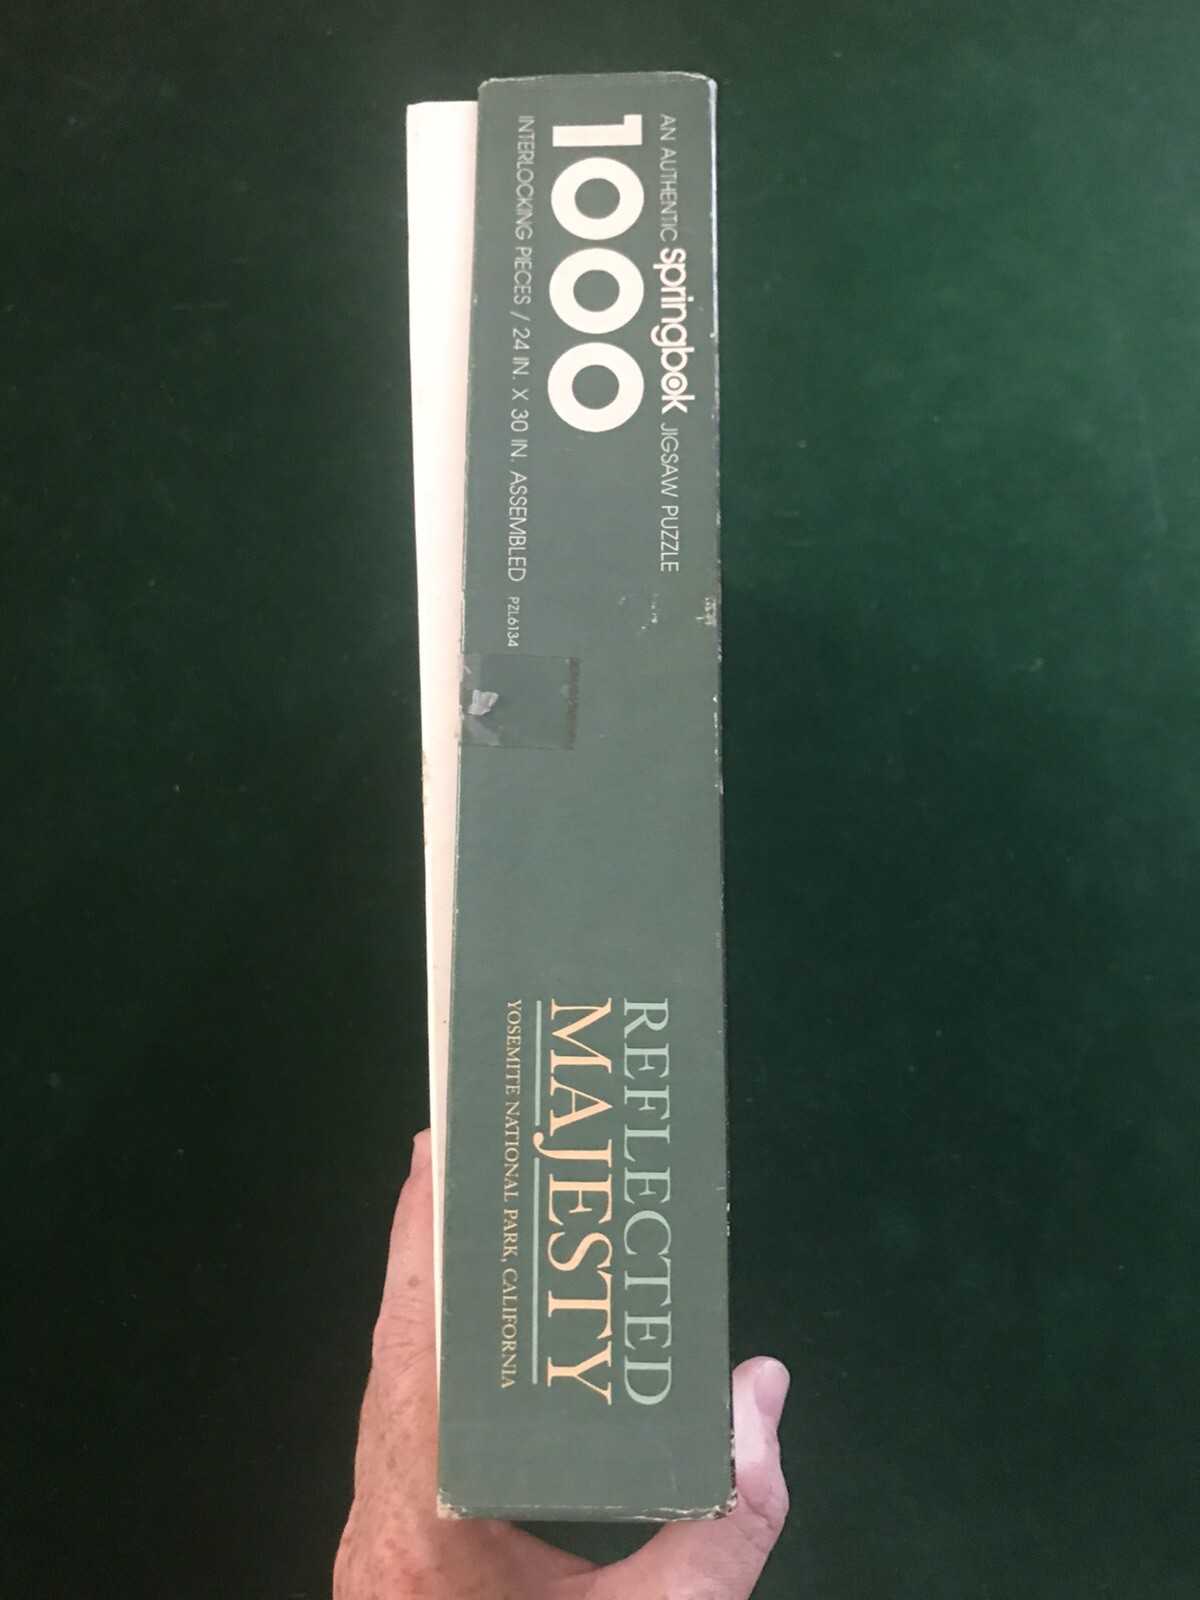 AN AUTHENTIC springbok JIGSAW PUZZLE
1000
INTERLOCKING PIECES / 24 IN. X 30 IN. ASSEMBLED PZL6134
REFLECTED
MAJESTY
YOSEMITE NATIONAL PARK, CALIFORNIA